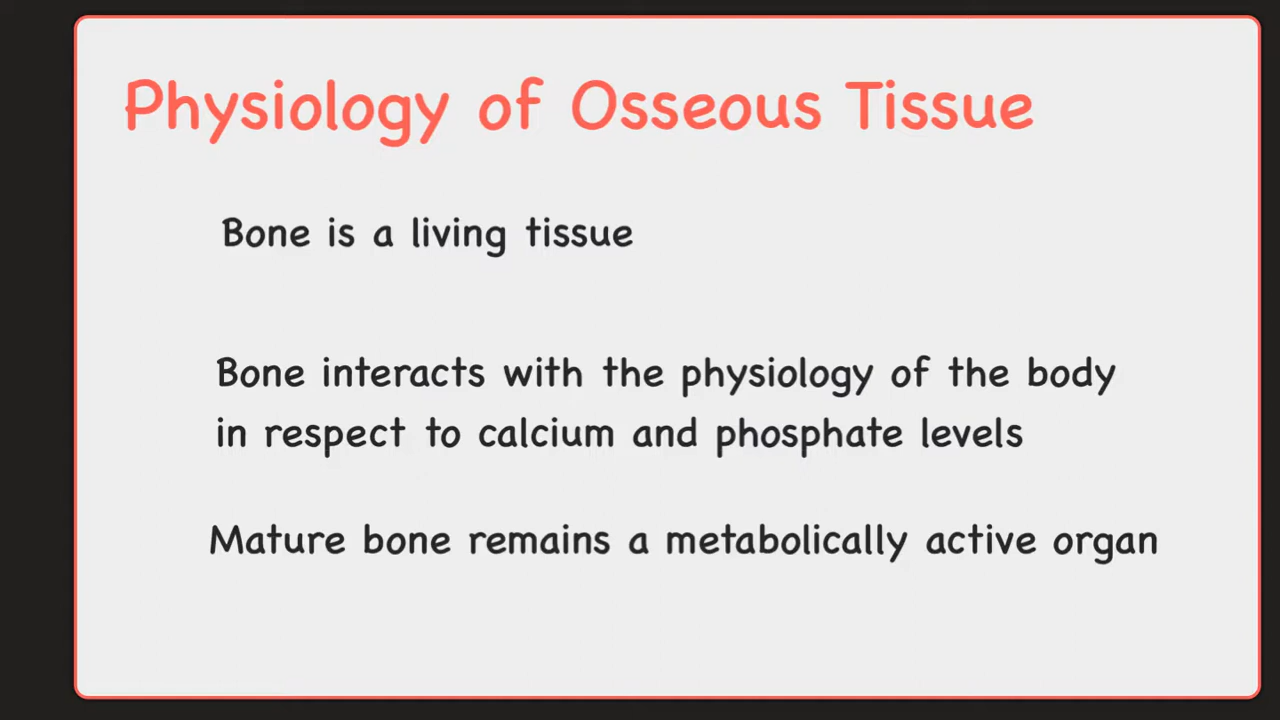 Physiology of Osseous Tissue
Bone is a living tissue
Bone interacts with the physiology of the body
in respect to calcium and phosphate levels
Mature bone remains a metabolically active organ